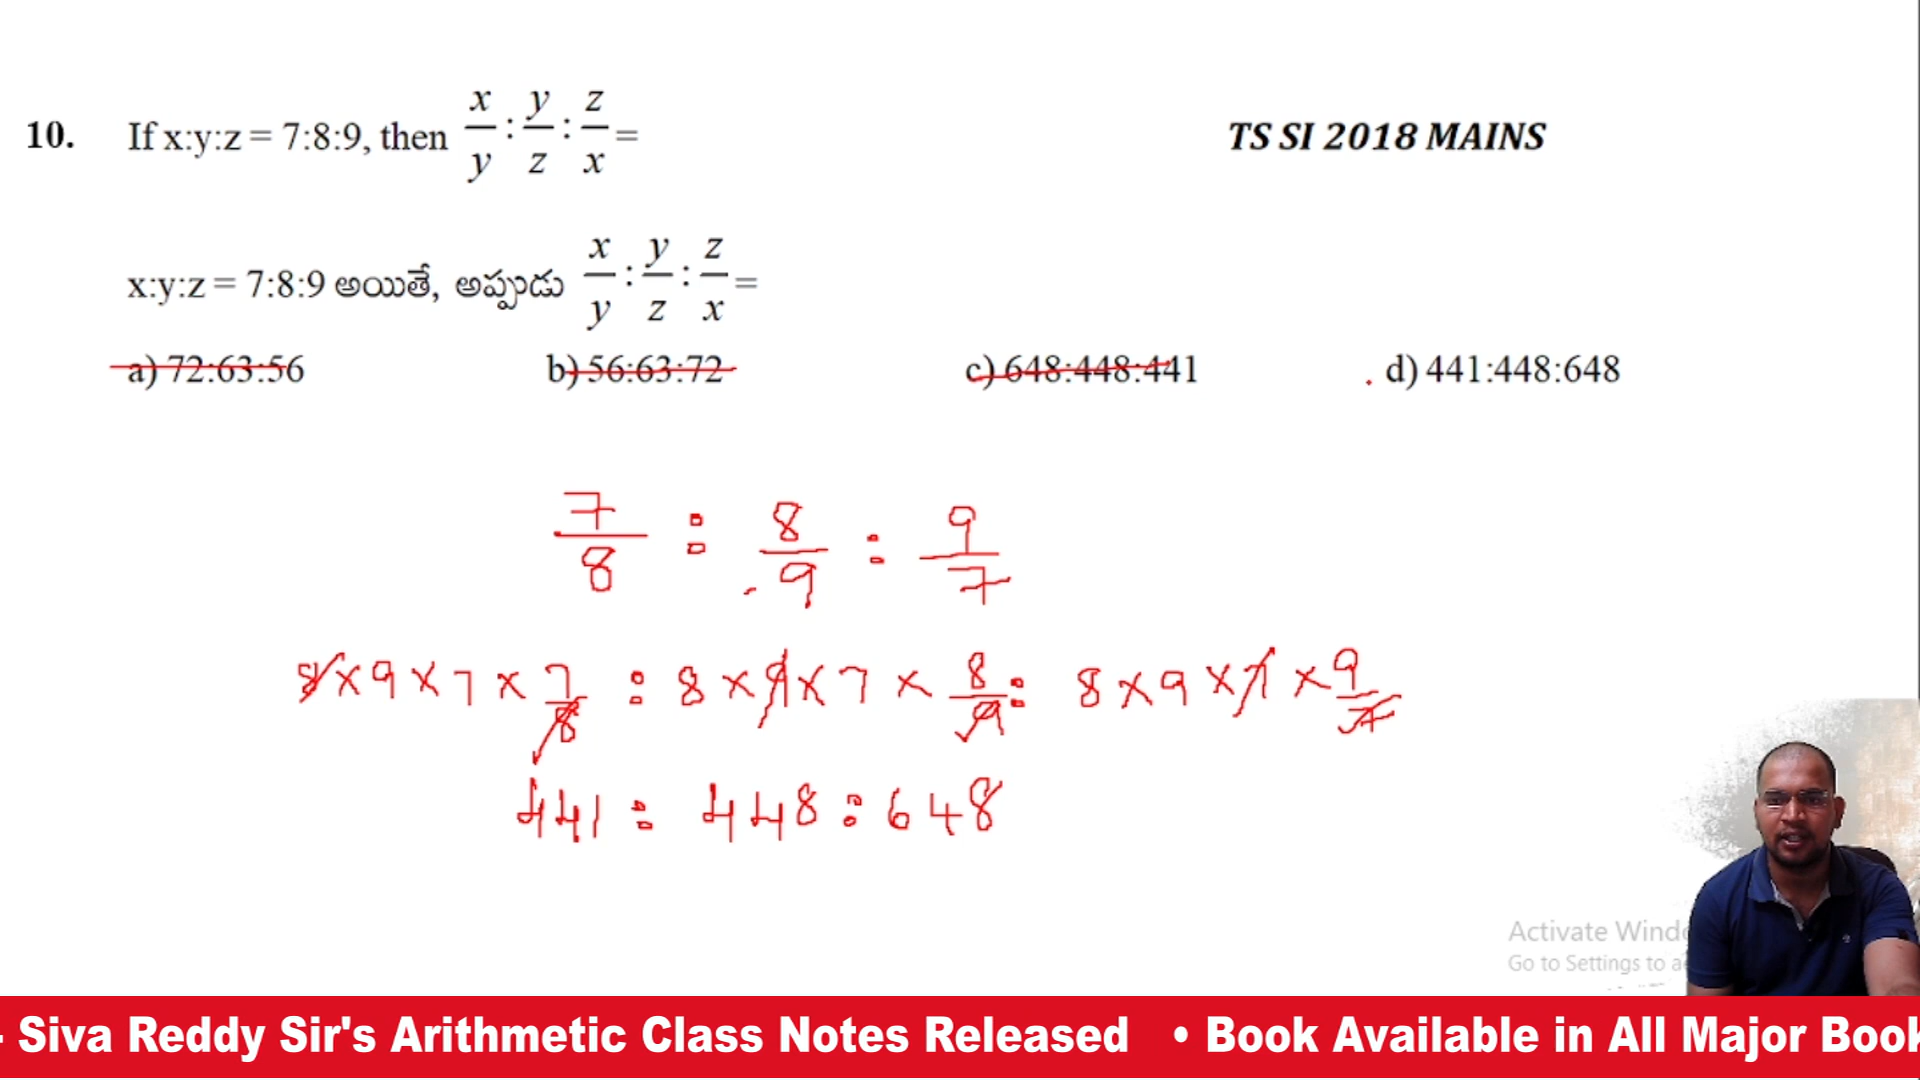 10. If x:y:z = 7:8:9, then x/y : y/z : z/x =
TS SI 2018 MAINS
x:y:z = 7:8:9 అయితే, అప్పుడు x/y : y/z : z/x =
a) 72:63:56 b) 56:63:72 c) 648:448:441 d) 441:448:648
7/8 : 8/9 : 9/7
8 × 9 × 7 × 7/8 : 8 × 9 × 7 × 8/9 : 8 × 9 × 7 × 9/7
441 : 448 : 648
Activate Wind
Go to Settings to a
- Siva Reddy Sir's Arithmetic Class Notes Released • Book Available in All Major Book